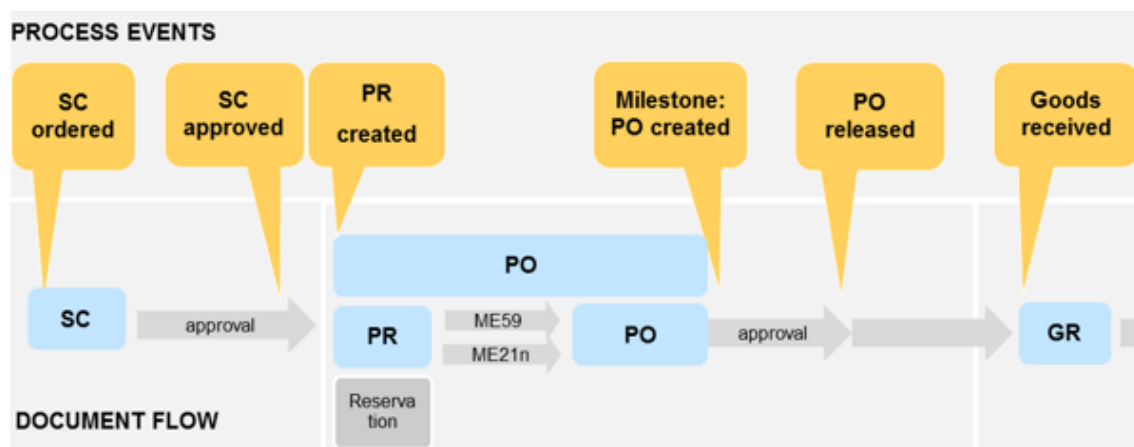 PROCESS EVENTS
SC
ordered
SC
approved
PR
created
Milestone:
PO created
PO
released
Goods
received
PO
SC
approval
PR
ME59
ME21n
PO
approval
GR
Reserva
tion
DOCUMENT FLOW